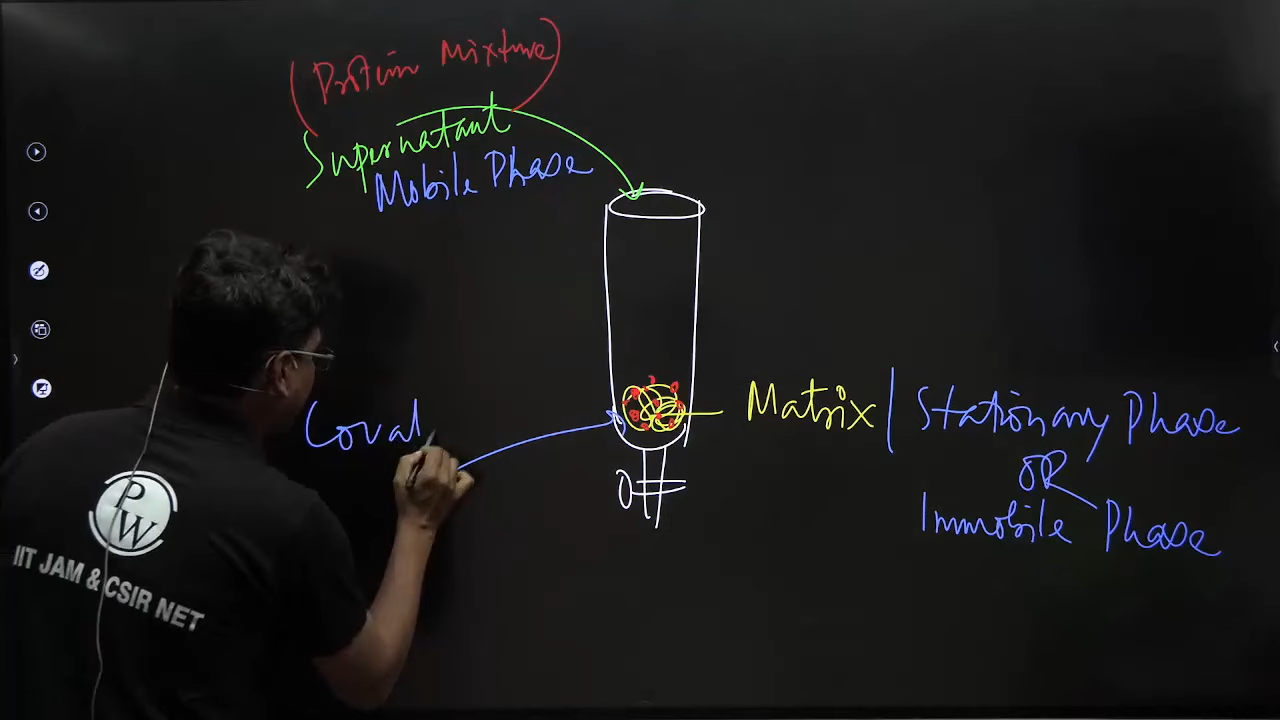 (Protein Mixture)
Supernatant
Mobile Phase
Matrix / Stationary Phase
OR
Immobile Phase
Coval
PW
IIT JAM & CSIR NET